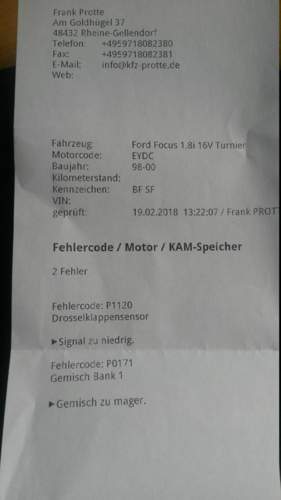 Frank Protte
Am Goldhügel 37
48432 Rheine-Gellendorf
Telefon: +4959718082380
Fax: +4959718082381
E-Mail: info@kfz-protte.de
Web:
Fahrzeug: Ford Focus 1.8i 16V Turnier
Motorcode: EYDC
Baujahr: 98-00
Kilometerstand:
Kennzeichen: BF SF
VIN:
geprüft: 19.02.2018 13:22:07 / Frank PROTT
Fehlercode / Motor / KAM-Speicher
2 Fehler
Fehlercode: P1120
Drosselklappensensor
►Signal zu niedrig.
Fehlercode: P0171
Gemisch Bank 1
►Gemisch zu mager.